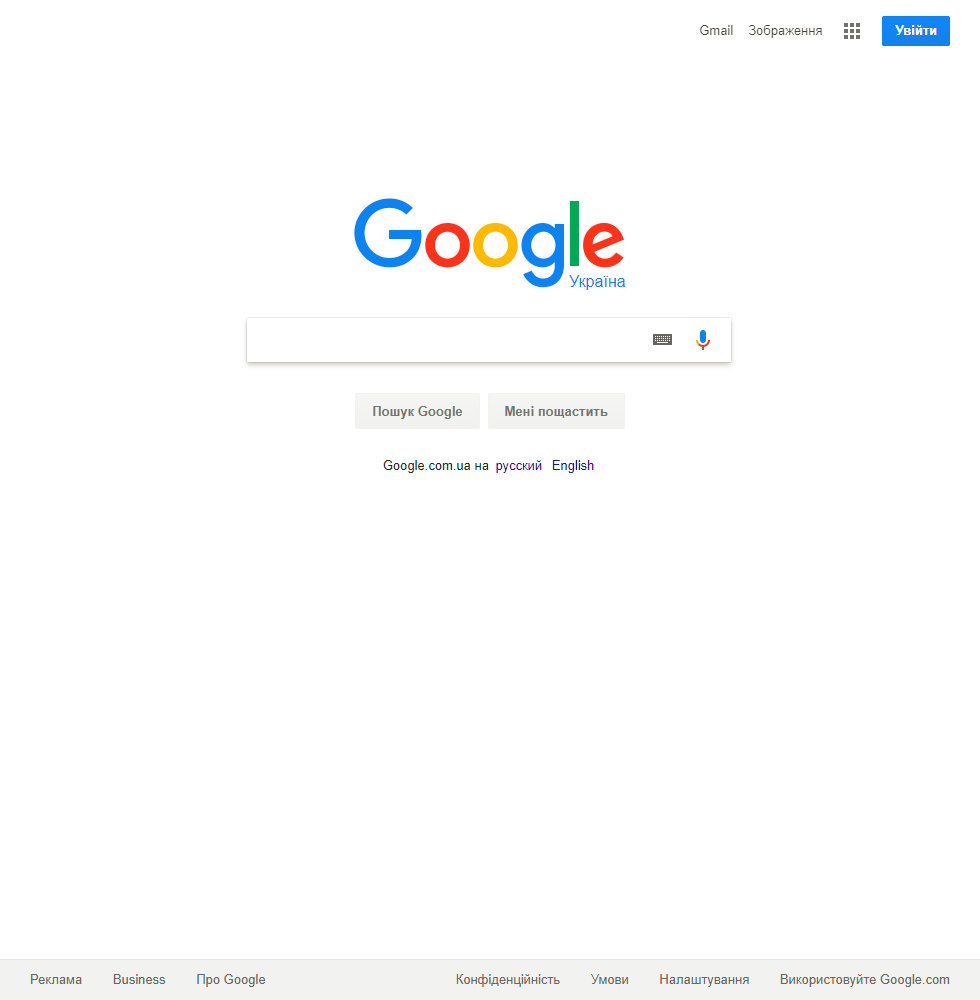 Gmail Зображення Увійти
Google
Україна
Пошук Google Мені пощастить
Google.com.ua на русский English
Реклама Business Про Google Конфіденційність Умови Налаштування Використовуйте Google.com